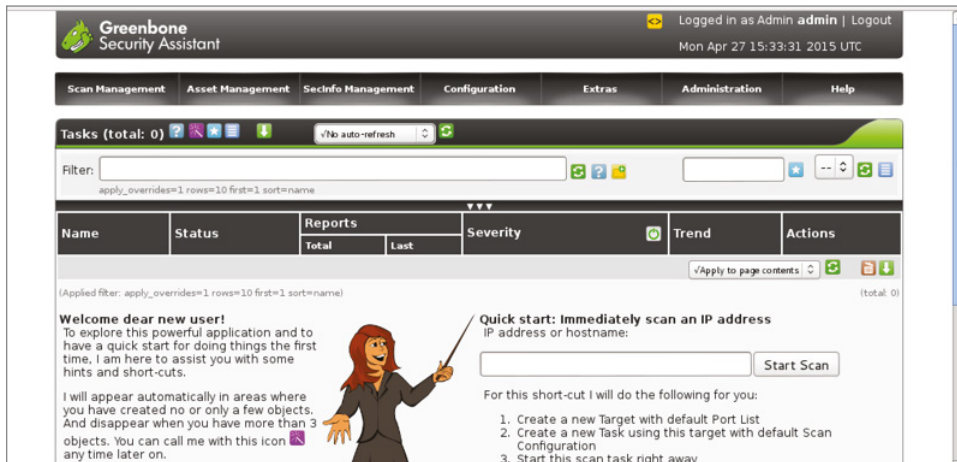 Greenbone
Security Assistant
Logged in as Admin admin | Logout
Mon Apr 27 15:33:31 2015 UTC
Scan Management Asset Management SecInfo Management Configuration Extras Administration Help
Tasks (total: 0) √No auto-refresh
Filter: --
apply_overrides=1 rows=10 first=1 sort=name
Name Status Reports Severity Trend Actions
Total Last
√Apply to page contents
(Applied filter: apply_overrides=1 rows=10 first=1 sort=name) (total: 0)
Welcome dear new user!
To explore this powerful application and to
have a quick start for doing things the first
time, I am here to assist you with some
hints and short-cuts.
I will appear automatically in areas where
you have created no or only a few objects.
And disappear when you have more than 3
objects. You can call me with this icon
any time later on.
Quick start: Immediately scan an IP address
IP address or hostname:
Start Scan
For this short-cut I will do the following for you:
1. Create a new Target with default Port List
2. Create a new Task using this target with default Scan
Configuration
3. Start this scan task right away